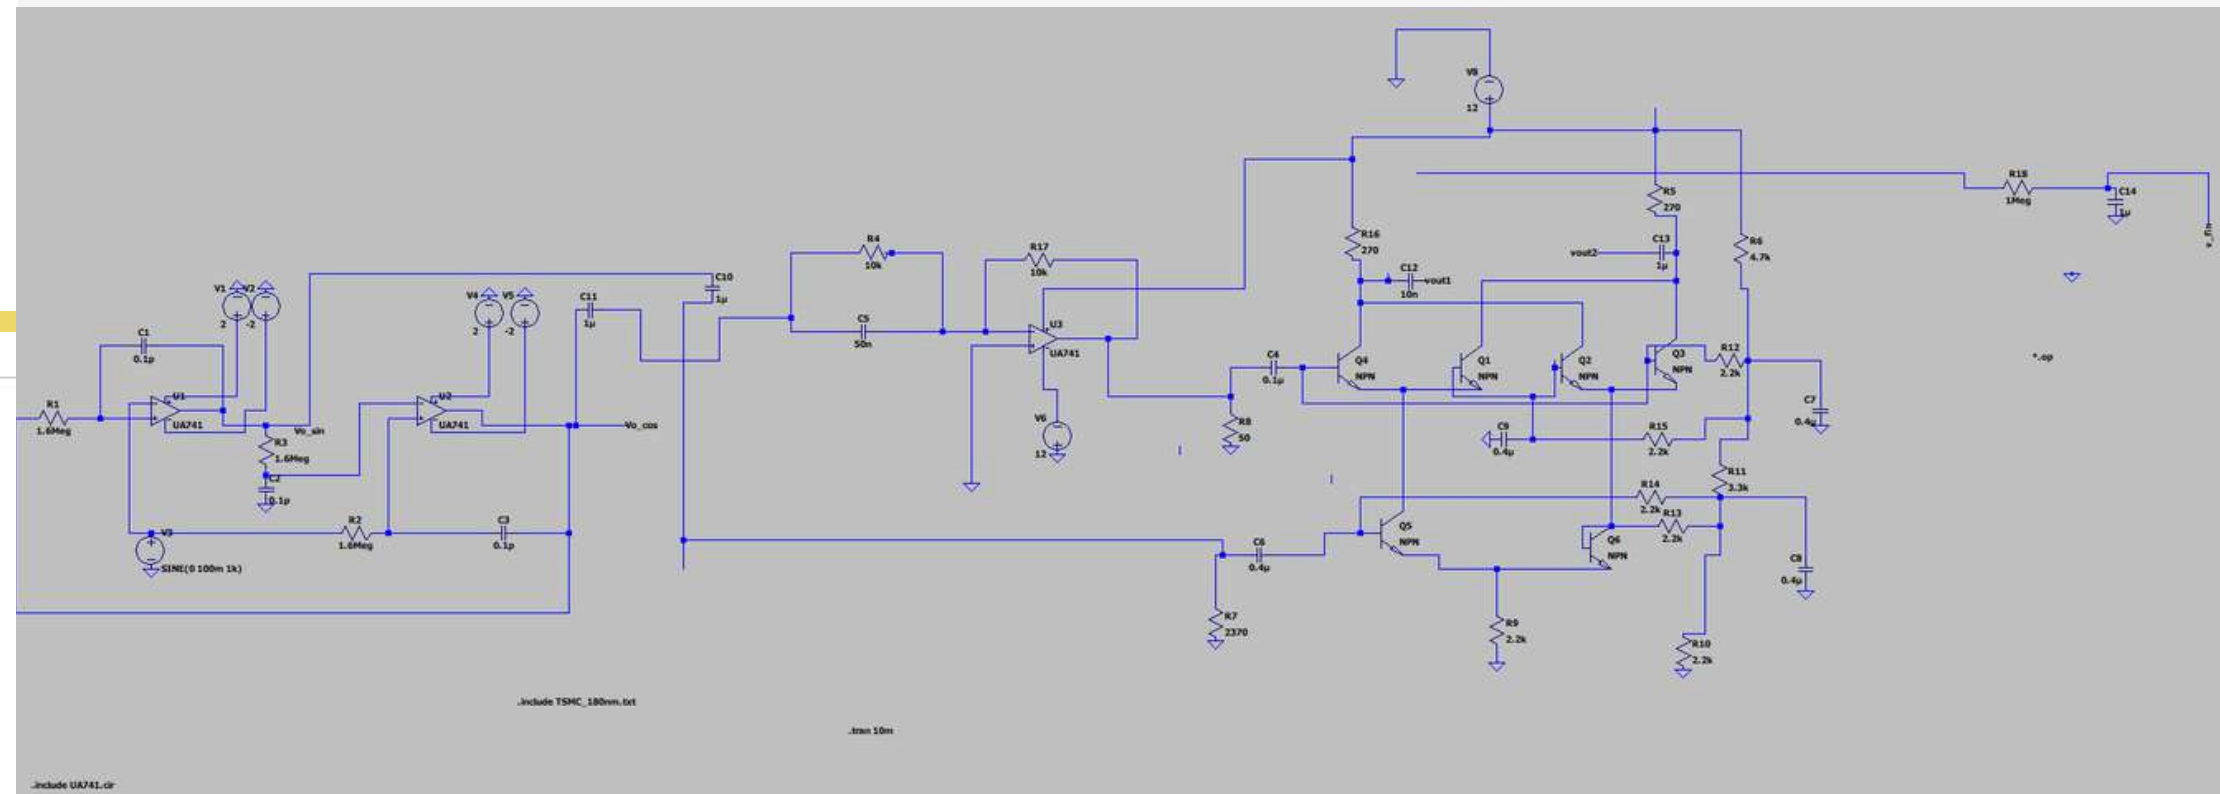 V8
12
R18
1Meg
C14
1µ
v_fin
R5
270
R16
270
R6
4.7k
vout2
C13
1µ
R4
10k
R17
10k
C12
10n
vout1
C10
1µ
V1
V2
2
-2
V4
V5
2
-2
C11
1µ
C1
0.1p
C5
50n
U3
UA741
*.op
C4
0.1µ
Q4
NPN
Q1
NPN
Q2
NPN
Q3
NPN
R12
2.2k
R1
1.6Meg
U1
UA741
U2
UA741
Vo_sin
Vo_cos
V6
12
R8
50
C9
0.4µ
R15
2.2k
C7
0.4µ
R3
1.6Meg
C2
0.1p
R11
3.3k
R14
2.2k
R13
2.2k
V3
SINE(0 100m 1k)
R2
1.6Meg
C3
0.1p
C6
0.4µ
Q5
NPN
Q6
NPN
C8
0.4µ
R7
2370
R9
2.2k
R10
2.2k
.include TSMC_180nm.txt
.tran 10m
.include UA741.cir